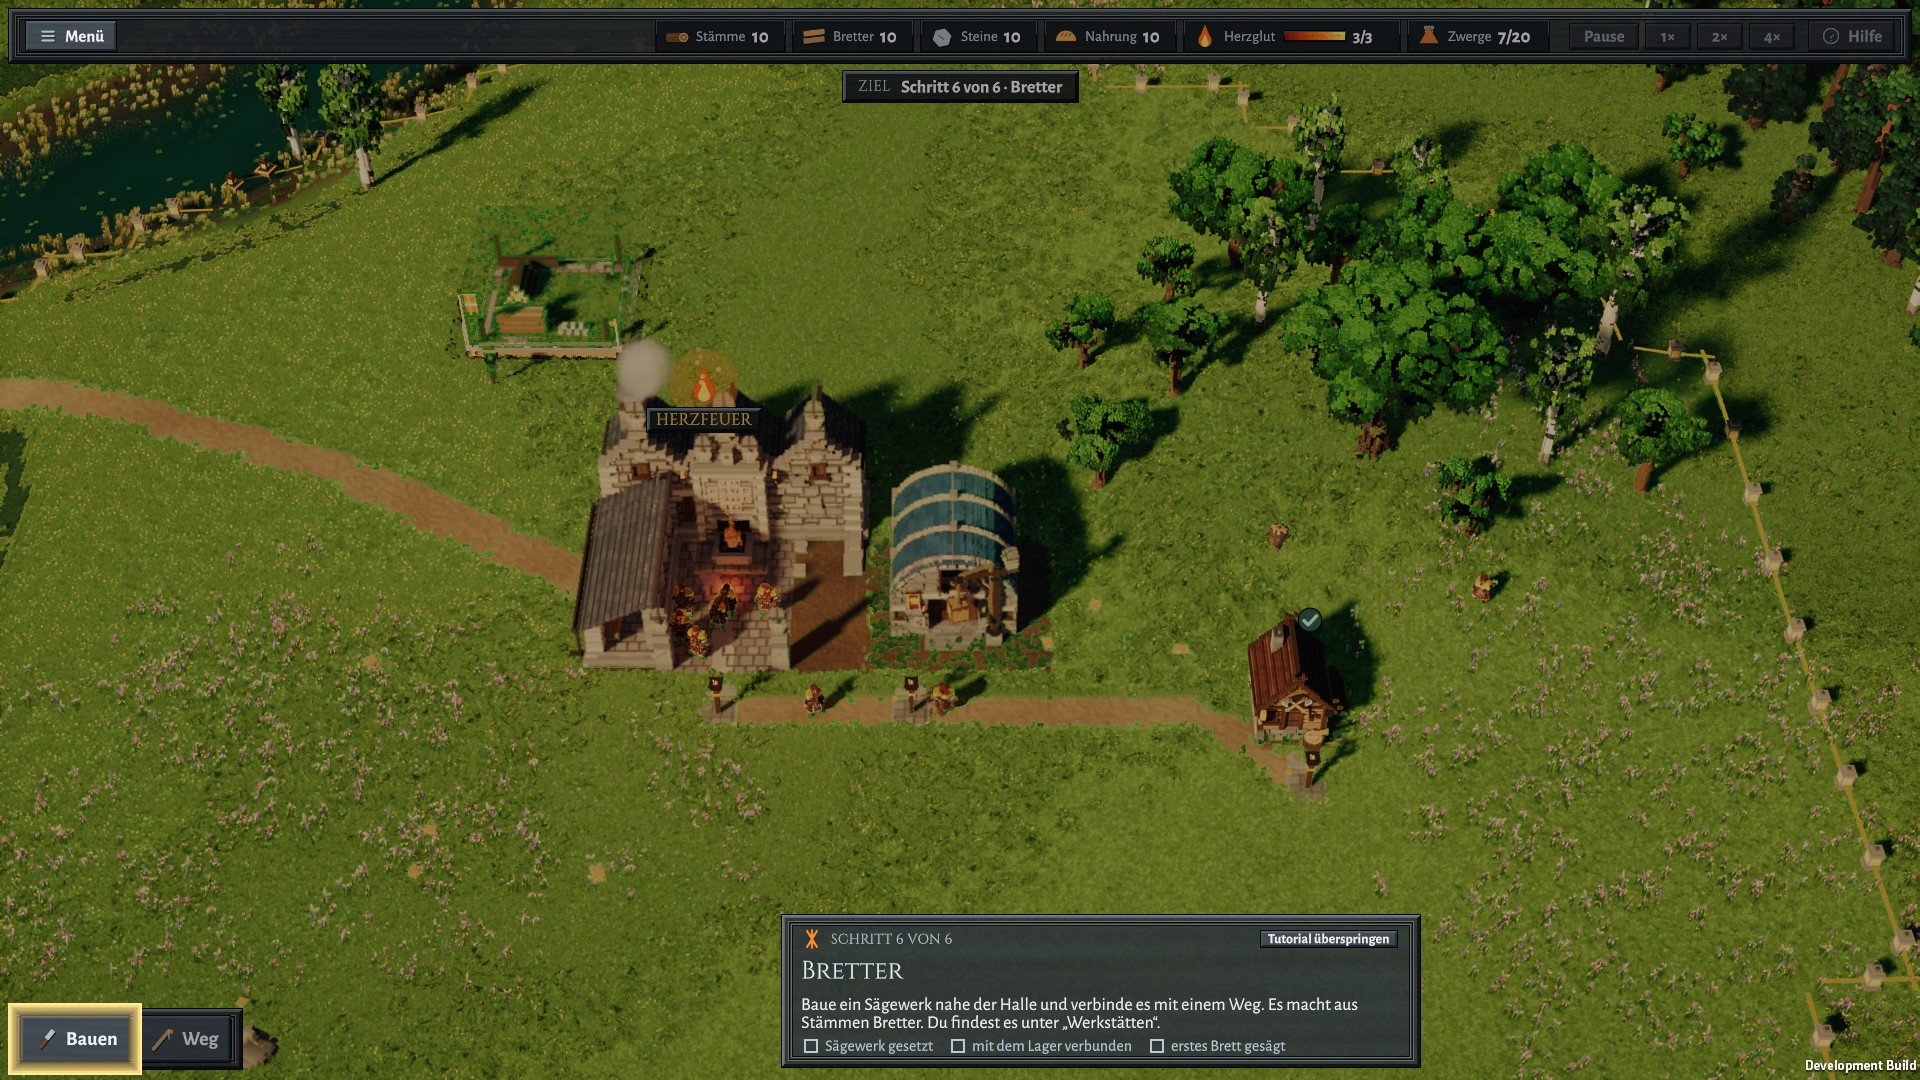 Menü
Stämme 10
Bretter 10
Steine 10
Nahrung 10
Herzglut 3/3
Zwerge 7/20
Pause
1×
2×
4×
Hilfe
ZIEL Schritt 6 von 6 · Bretter
HERZFEUER
SCHRITT 6 VON 6
Tutorial überspringen
BRETTER
Baue ein Sägewerk nahe der Halle und verbinde es mit einem Weg. Es macht aus
Stämmen Bretter. Du findest es unter „Werkstätten“.
Sägewerk gesetzt
mit dem Lager verbunden
erstes Brett gesägt
Bauen
Weg
Development Build